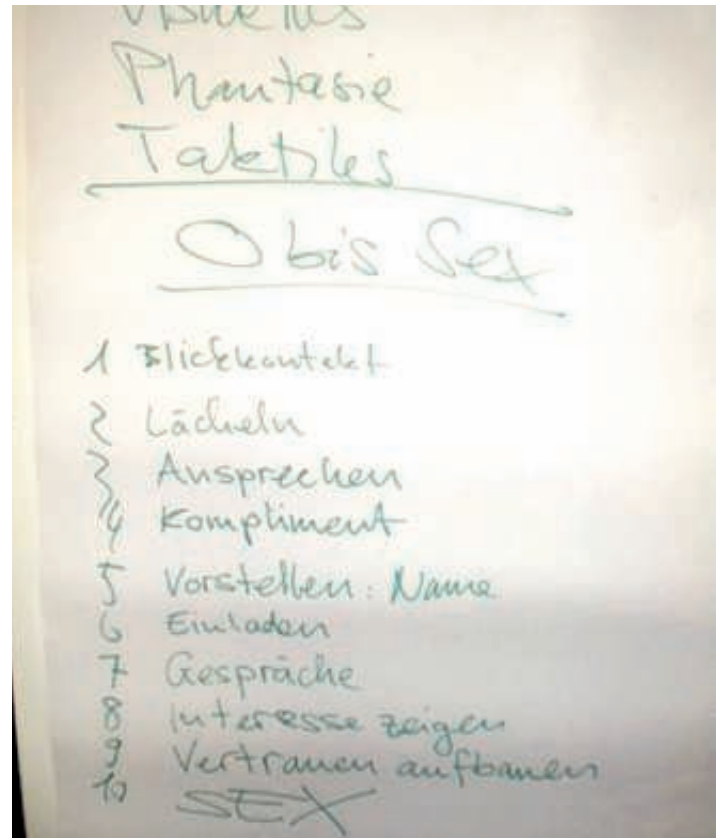 Visuelles
Phantasie
Taktiles
0 bis Sex
1 Blickkontakt
2 Lächeln
3 Ansprechen
4 Kompliment
5 Vorstellen: Name
6 Einladen
7 Gespräche
8 Interesse zeigen
9 Vertrauen aufbauen
10 SEX